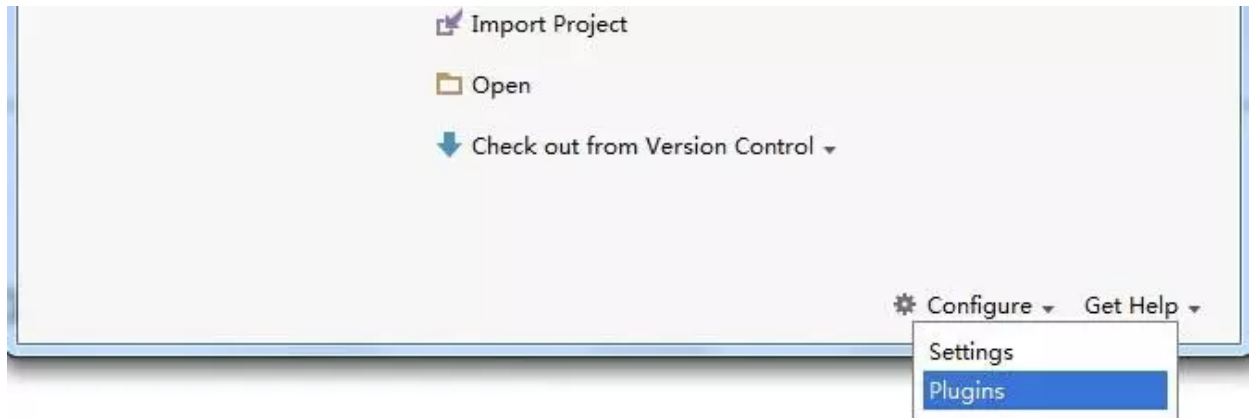 Import Project
Open
Check out from Version Control
Configure Get Help
Settings
Plugins